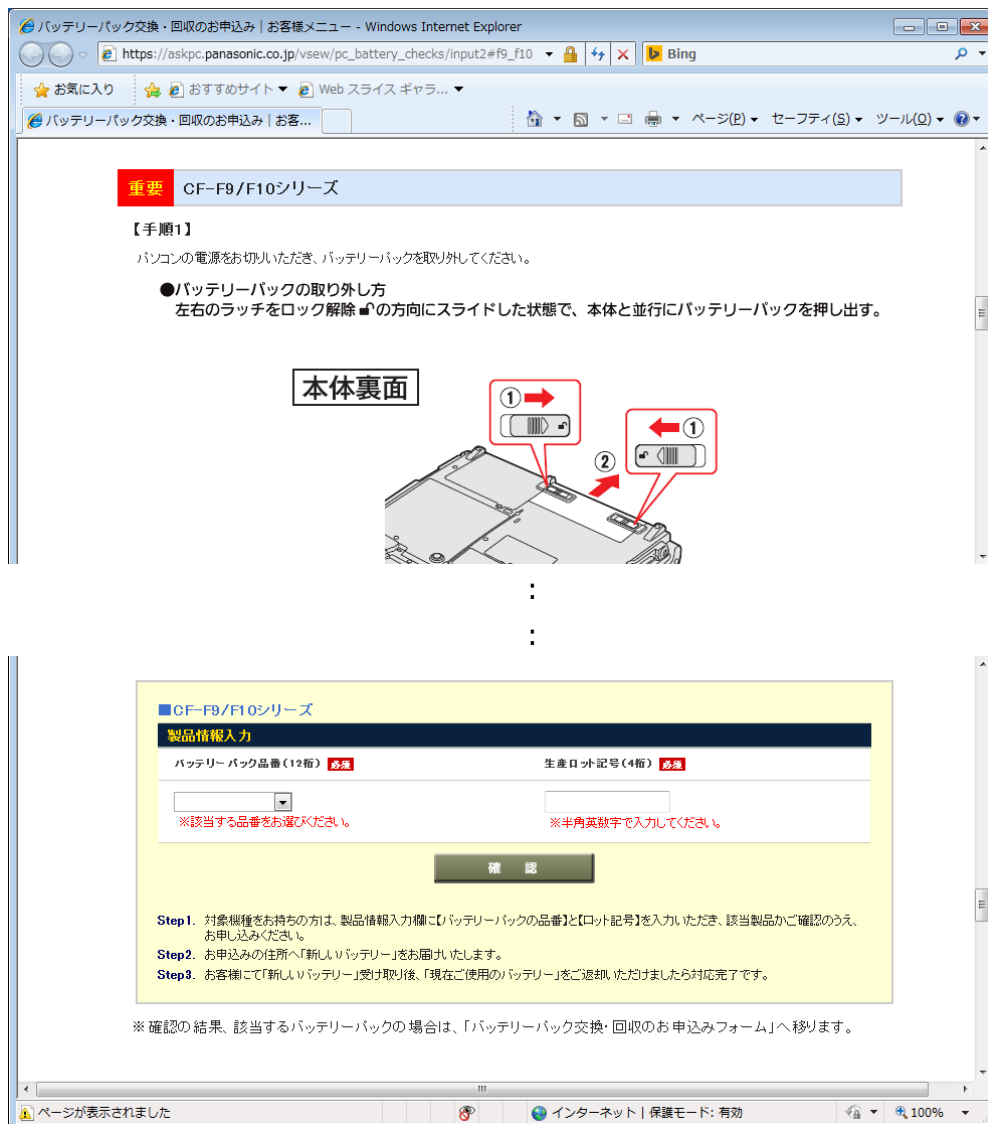 バッテリーパック交換・回収のお申込み | お客様メニュー - Windows Internet Explorer
https://askpc.panasonic.co.jp/vsew/pc_battery_checks/input2#f9_f10
Bing
お気に入り おすすめサイト Web スライス ギャラ...
バッテリーパック交換・回収のお申込み | お客... ページ(P) セーフティ(S) ツール(O)
重要 CF-F9/F10シリーズ
【手順1】
パソコンの電源をお切りいただき、バッテリーパックを取り外してください。
●バッテリーパックの取り外し方
左右のラッチをロック解除の方向にスライドした状態で、本体と並行にバッテリーパックを押し出す。
本体裏面
①
①
②
:
:
■CF-F9/F10シリーズ
製品情報入力
バッテリーパック品番(12桁) 必須 生産ロット記号(4桁) 必須
※該当する品番をお選びください。 ※半角英数字で入力してください。
確 認
Step1. 対象機種をお持ちの方は、製品情報入力欄に【バッテリーパックの品番】と【ロット記号】を入力いただき、該当製品かご確認のうえ、
お申し込みください。
Step2. お申込みの住所へ「新しいバッテリー」をお届けいたします。
Step3. お客様にて「新しいバッテリー」受け取り後、「現在ご使用のバッテリー」をご返却いただけましたら対応完了です。
※確認の結果、該当するバッテリーパックの場合は、「バッテリーパック交換・回収のお申込みフォーム」へ移ります。
ページが表示されました インターネット | 保護モード: 有効 100%